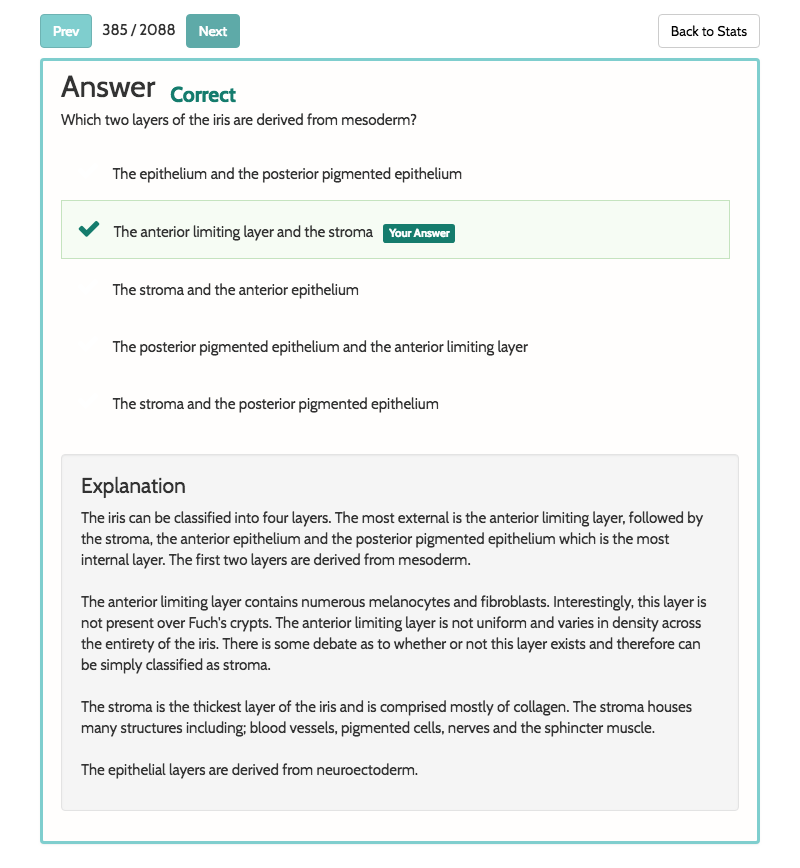 Prev 385 / 2088 Next Back to Stats
Answer Correct
Which two layers of the iris are derived from mesoderm?
The epithelium and the posterior pigmented epithelium
The anterior limiting layer and the stroma Your Answer
The stroma and the anterior epithelium
The posterior pigmented epithelium and the anterior limiting layer
The stroma and the posterior pigmented epithelium
Explanation
The iris can be classified into four layers. The most external is the anterior limiting layer, followed by
the stroma, the anterior epithelium and the posterior pigmented epithelium which is the most
internal layer. The first two layers are derived from mesoderm.
The anterior limiting layer contains numerous melanocytes and fibroblasts. Interestingly, this layer is
not present over Fuch's crypts. The anterior limiting layer is not uniform and varies in density across
the entirety of the iris. There is some debate as to whether or not this layer exists and therefore can
be simply classified as stroma.
The stroma is the thickest layer of the iris and is comprised mostly of collagen. The stroma houses
many structures including; blood vessels, pigmented cells, nerves and the sphincter muscle.
The epithelial layers are derived from neuroectoderm.